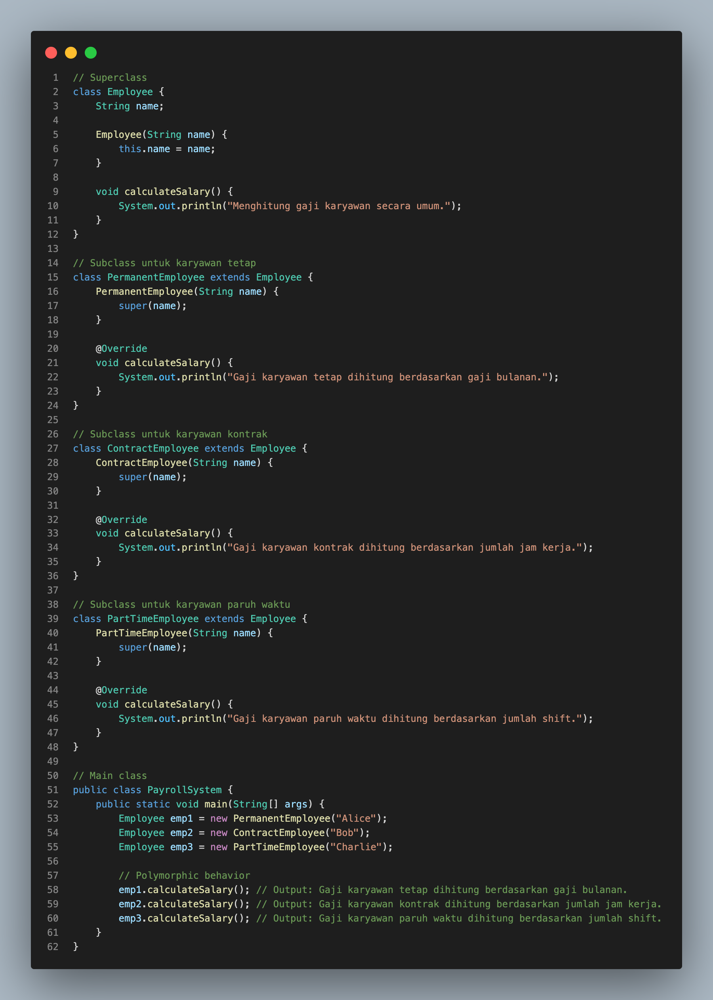 1 // Superclass
2 class Employee {
3     String name;
4
5     Employee(String name) {
6         this.name = name;
7     }
8
9     void calculateSalary() {
10         System.out.println("Menghitung gaji karyawan secara umum.");
11     }
12 }
13
14 // Subclass untuk karyawan tetap
15 class PermanentEmployee extends Employee {
16     PermanentEmployee(String name) {
17         super(name);
18     }
19
20     @Override
21     void calculateSalary() {
22         System.out.println("Gaji karyawan tetap dihitung berdasarkan gaji bulanan.");
23     }
24 }
25
26 // Subclass untuk karyawan kontrak
27 class ContractEmployee extends Employee {
28     ContractEmployee(String name) {
29         super(name);
30     }
31
32     @Override
33     void calculateSalary() {
34         System.out.println("Gaji karyawan kontrak dihitung berdasarkan jumlah jam kerja.");
35     }
36 }
37
38 // Subclass untuk karyawan paruh waktu
39 class PartTimeEmployee extends Employee {
40     PartTimeEmployee(String name) {
41         super(name);
42     }
43
44     @Override
45     void calculateSalary() {
46         System.out.println("Gaji karyawan paruh waktu dihitung berdasarkan jumlah shift.");
47     }
48 }
49
50 // Main class
51 public class PayrollSystem {
52     public static void main(String[] args) {
53         Employee emp1 = new PermanentEmployee("Alice");
54         Employee emp2 = new ContractEmployee("Bob");
55         Employee emp3 = new PartTimeEmployee("Charlie");
56
57         // Polymorphic behavior
58         emp1.calculateSalary(); // Output: Gaji karyawan tetap dihitung berdasarkan gaji bulanan.
59         emp2.calculateSalary(); // Output: Gaji karyawan kontrak dihitung berdasarkan jumlah jam kerja.
60         emp3.calculateSalary(); // Output: Gaji karyawan paruh waktu dihitung berdasarkan jumlah shift.
61     }
62 }